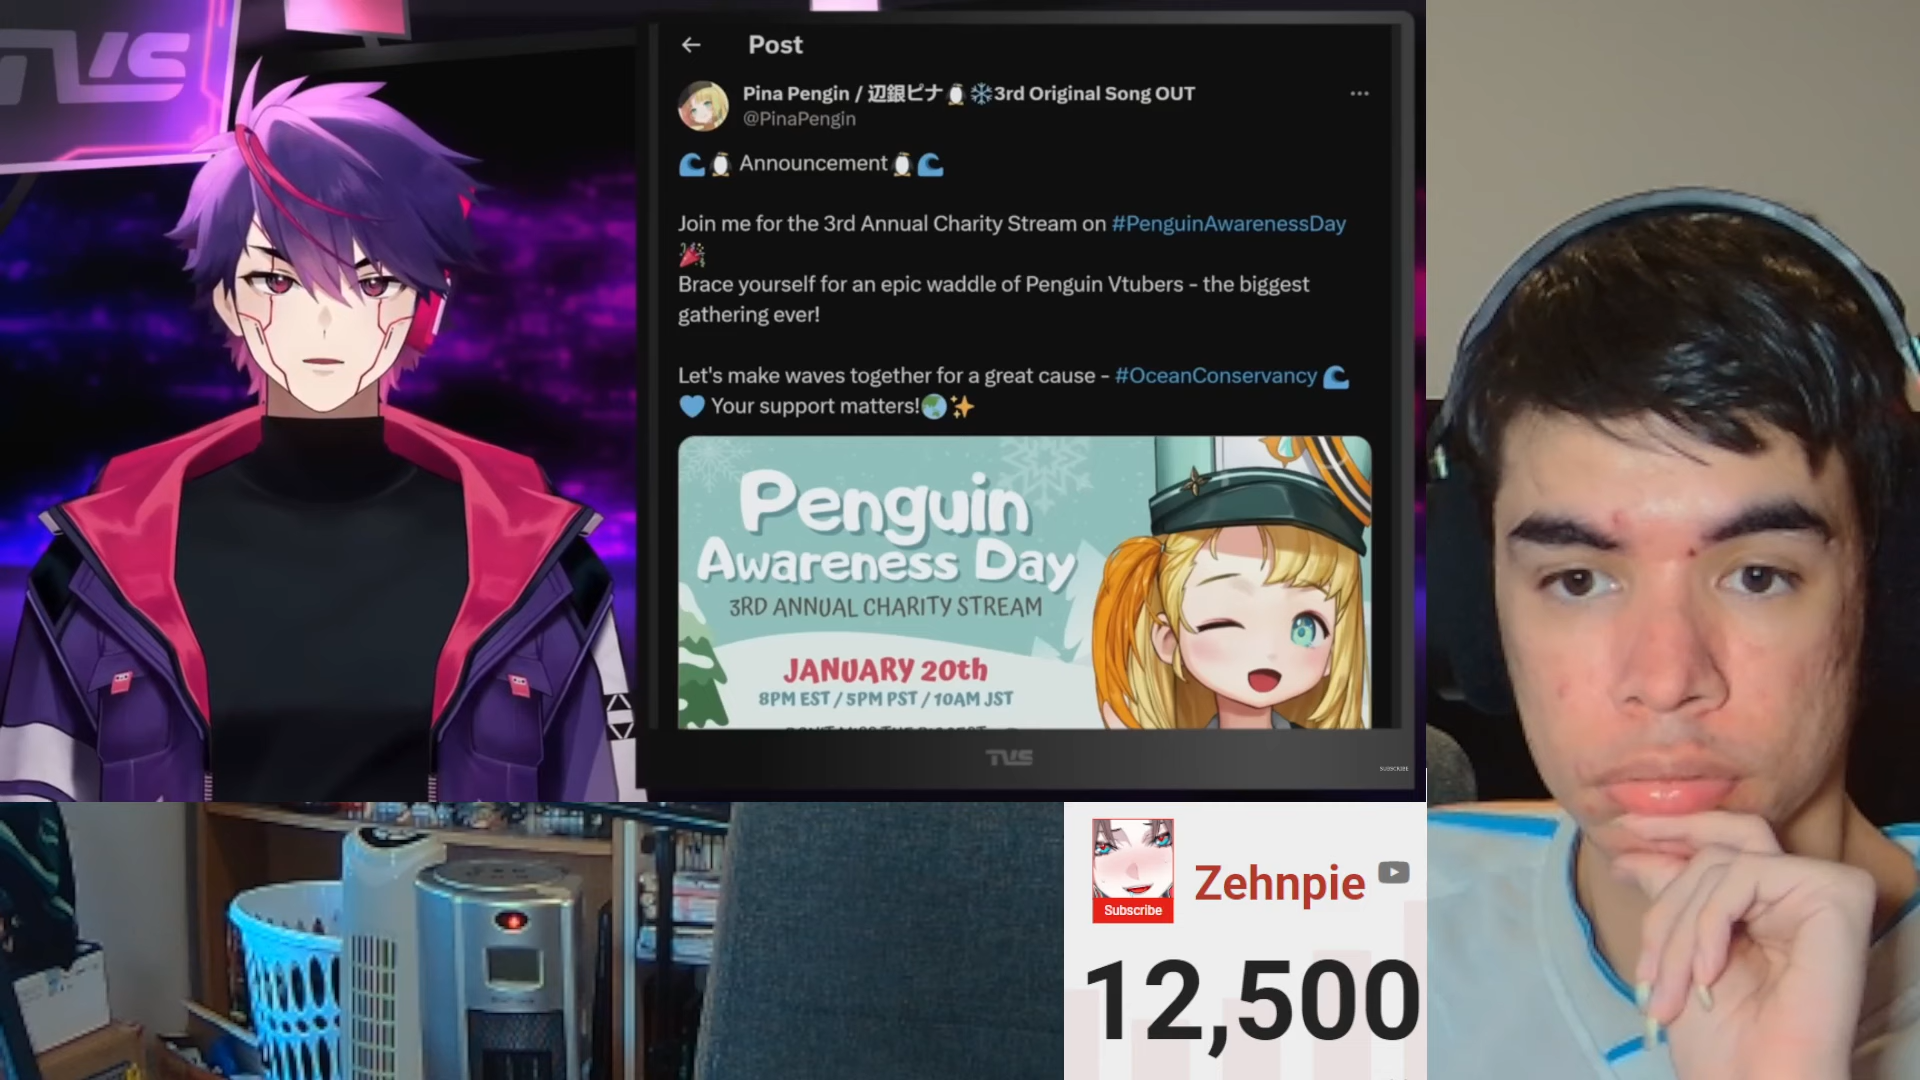 TVS
Post
Pina Pengin / 辺銀ピナ🐧❄️3rd Original Song OUT
@PinaPengin
🌊🐧 Announcement🐧🌊
Join me for the 3rd Annual Charity Stream on #PenguinAwarenessDay
🎉
Brace yourself for an epic waddle of Penguin Vtubers - the biggest
gathering ever!
Let's make waves together for a great cause - #OceanConservancy 🌊
💙 Your support matters!🌏✨
Penguin
Awareness Day
3RD ANNUAL CHARITY STREAM
JANUARY 20th
8PM EST / 5PM PST / 10AM JST
TVS
SUBSCRIBE
Subscribe
Zehnpie
12,500